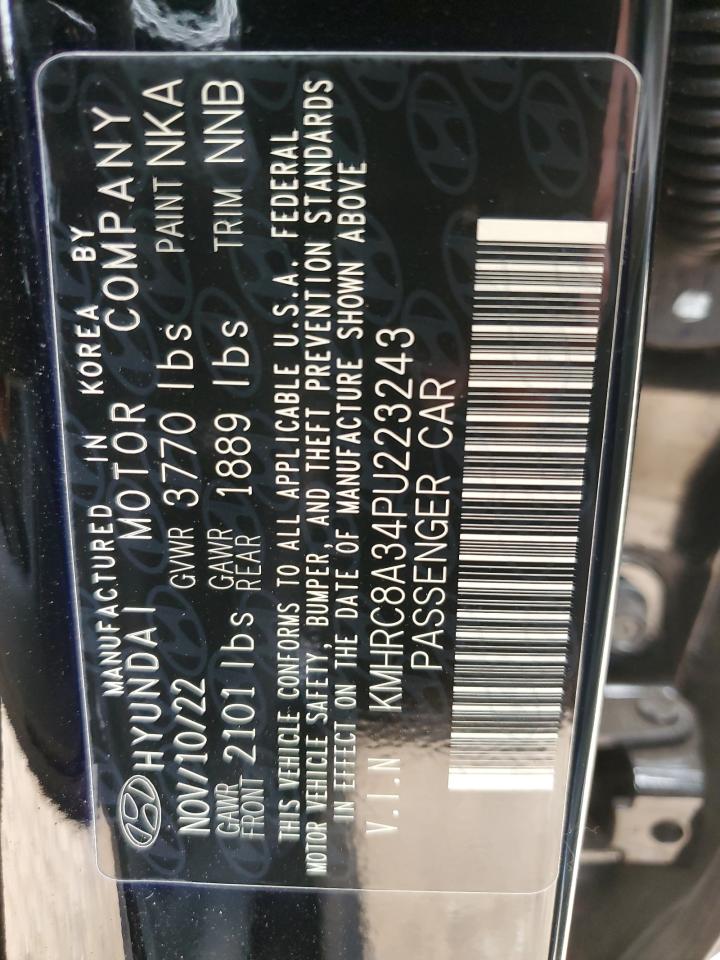 MANUFACTURED IN KOREA BY
HYUNDAI MOTOR COMPANY
NOV/10/22 GVWR 3770 lbs PAINT NKA
GAWR FRONT 2101 lbs GAWR REAR 1889 lbs TRIM NNB
THIS VEHICLE CONFORMS TO ALL APPLICABLE U.S.A. FEDERAL
MOTOR VEHICLE SAFETY, BUMPER, AND THEFT PREVENTION STANDARDS
IN EFFECT ON THE DATE OF MANUFACTURE SHOWN ABOVE
V.I.N KMHRC8A34PU223243
PASSENGER CAR